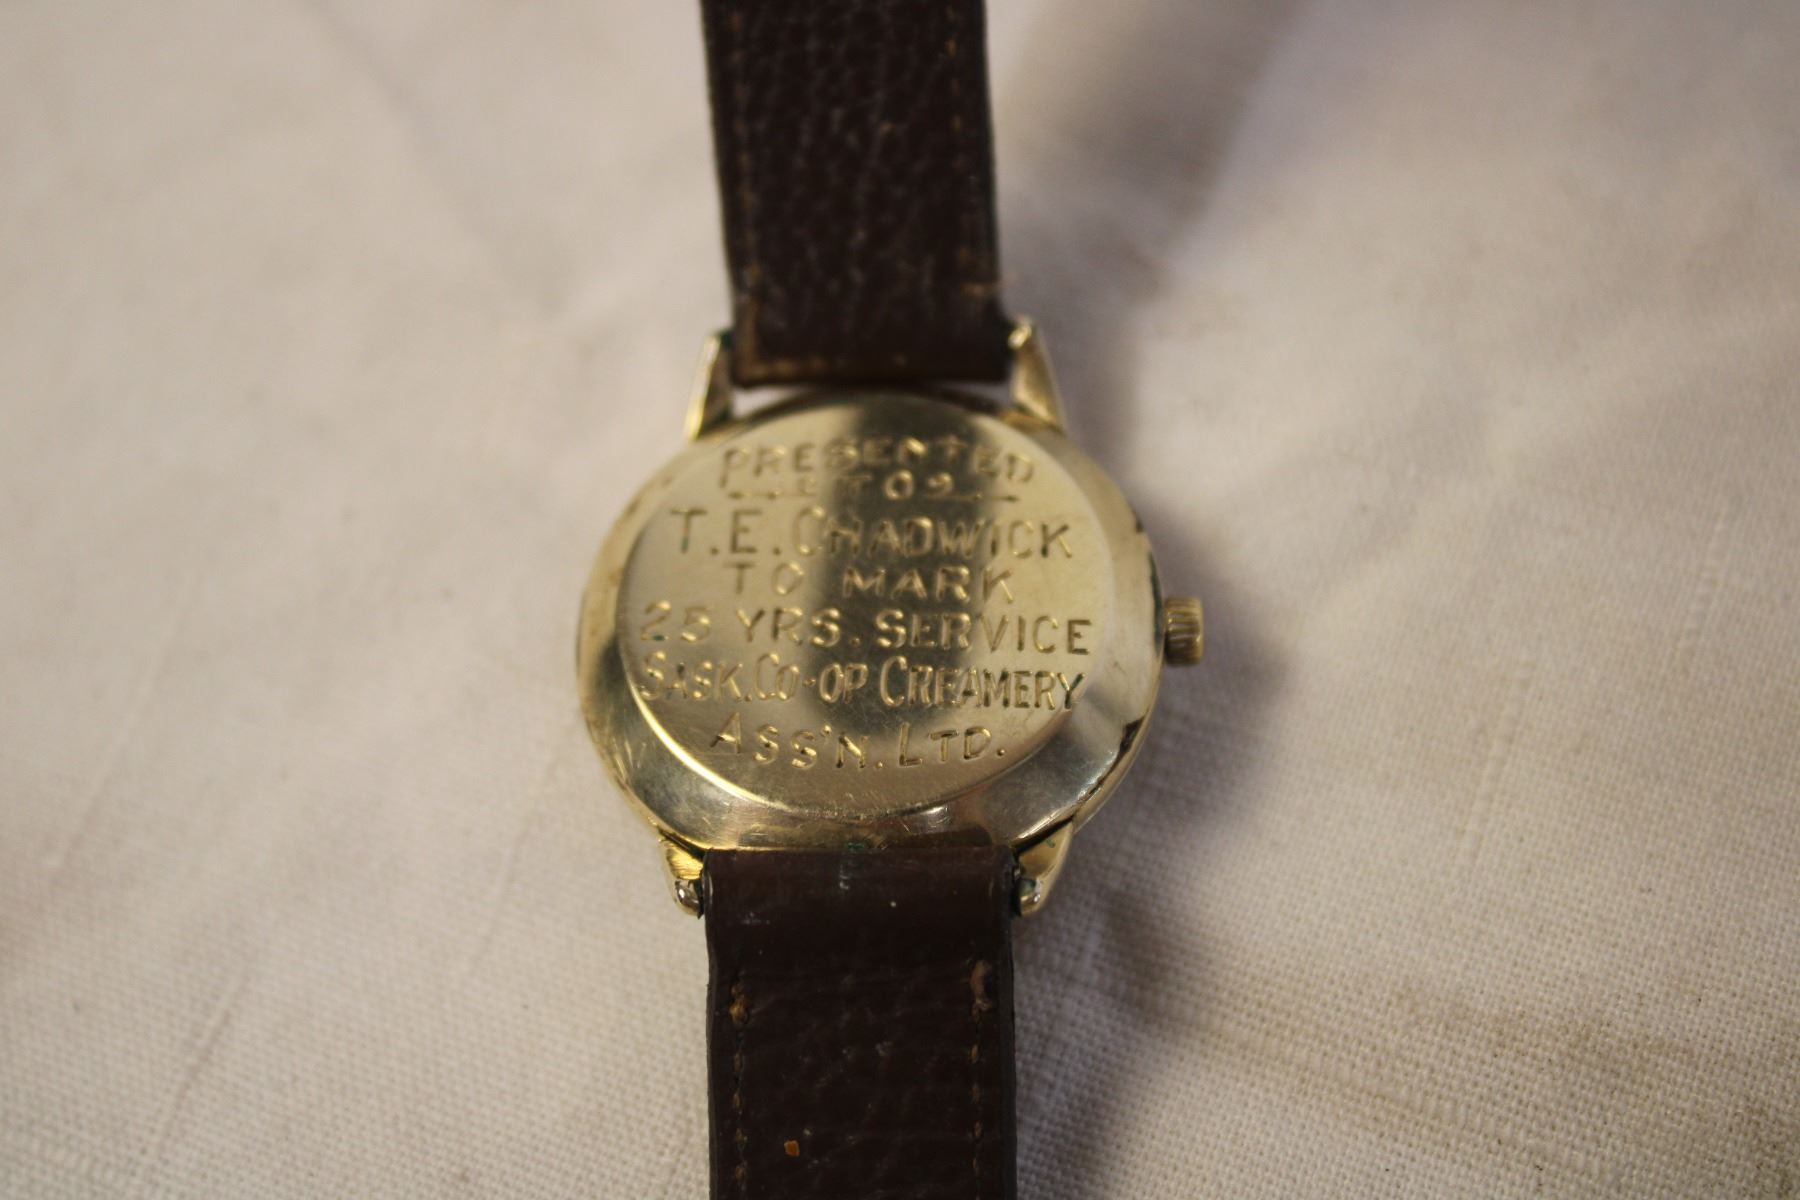 PRESENTED
TO
T.E. CHADWICK
TO MARK
25 YRS. SERVICE
SASK. CO-OP CREAMERY
ASS'N. LTD.